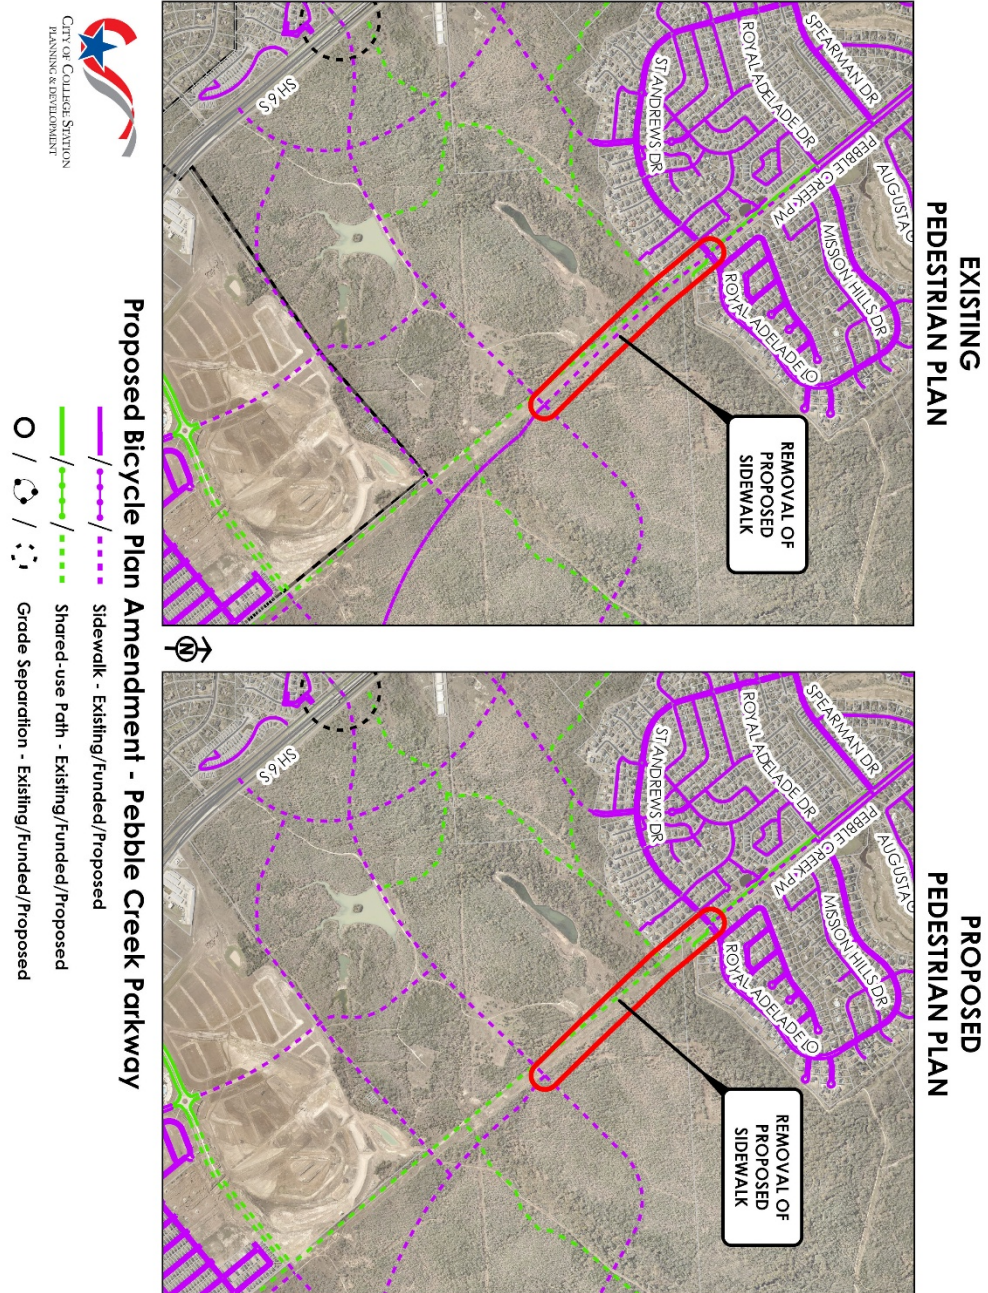 EXISTING
PEDESTRIAN PLAN
SPEARMAN DR
ROYAL ADELADE DR
ST ANDREWS DR
PEBBLE CREEK PW
AUGUSTA
MISSION HILLS DR
ROYAL ADELADE LO
SH 6 S
REMOVAL OF
PROPOSED
SIDEWALK
N
PROPOSED
PEDESTRIAN PLAN
SPEARMAN DR
ROYAL ADELADE DR
ST ANDREWS DR
PEBBLE CREEK PW
AUGUSTA
MISSION HILLS DR
ROYAL ADELADE LO
SH 6 S
REMOVAL OF
PROPOSED
SIDEWALK
CITY OF COLLEGE STATION
PLANNING & DEVELOPMENT
Proposed Bicycle Plan Amendment - Pebble Creek Parkway
/ / Sidewalk - Existing/Funded/Proposed
/ / Shared-use Path - Existing/Funded/Proposed
/ / Grade Separation - Existing/Funded/Proposed